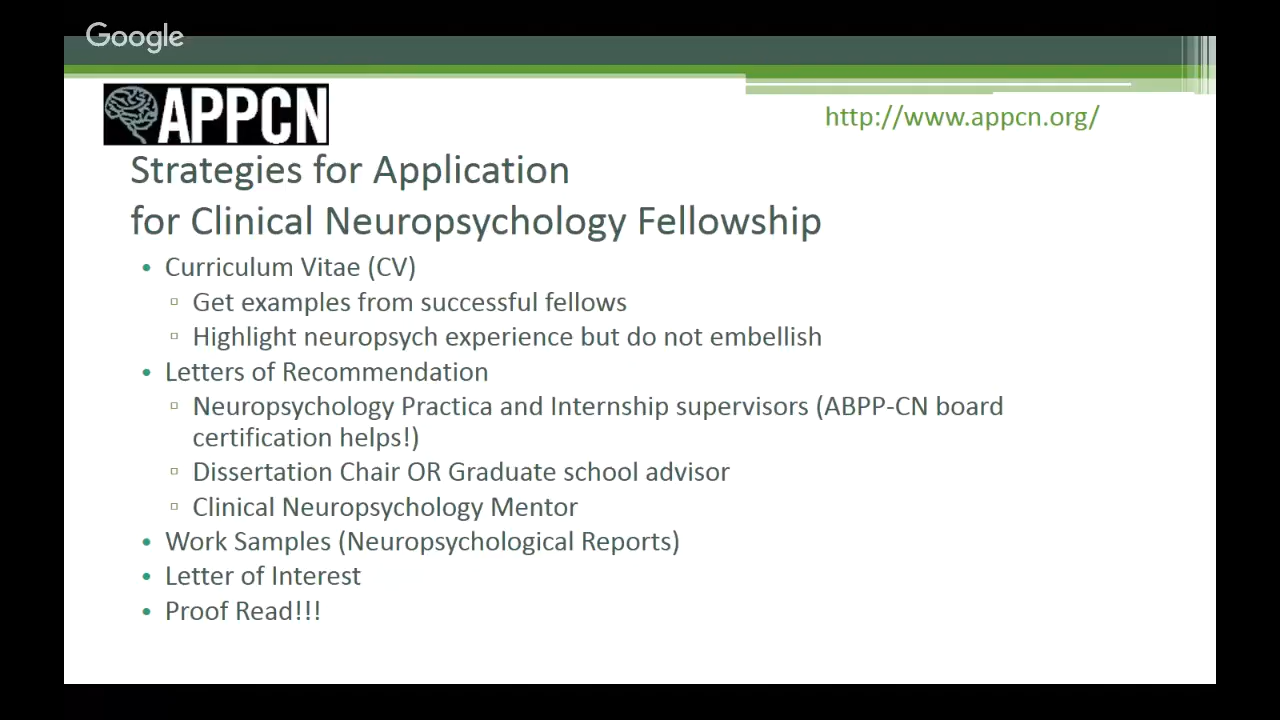 Google
APPCN
http://www.appcn.org/
Strategies for Application
for Clinical Neuropsychology Fellowship
• Curriculum Vitae (CV)
▫ Get examples from successful fellows
▫ Highlight neuropsych experience but do not embellish
• Letters of Recommendation
▫ Neuropsychology Practica and Internship supervisors (ABPP-CN board
certification helps!)
▫ Dissertation Chair OR Graduate school advisor
▫ Clinical Neuropsychology Mentor
• Work Samples (Neuropsychological Reports)
• Letter of Interest
• Proof Read!!!